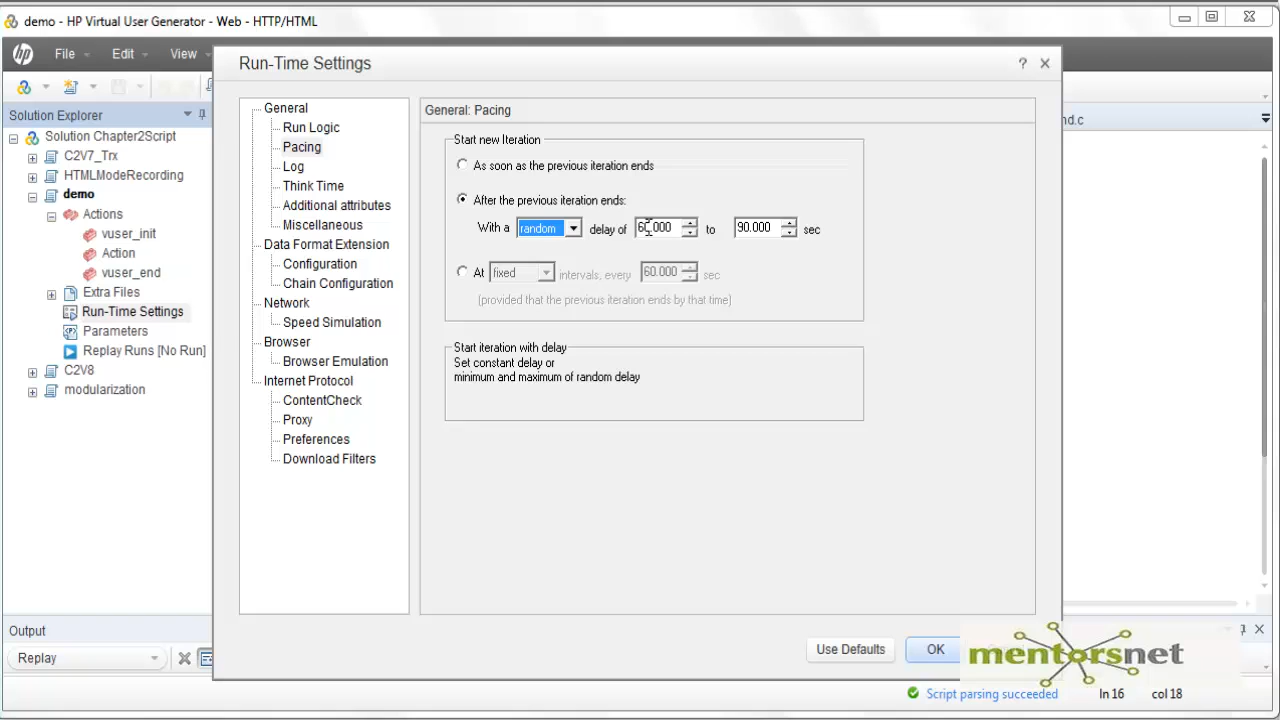 demo - HP Virtual User Generator - Web - HTTP/HTML
hp
File
Edit
View
Run-Time Settings
?
Solution Explorer
Solution Chapter2Script
C2V7_Trx
HTMLModeRecording
demo
Actions
vuser_init
Action
vuser_end
Extra Files
Run-Time Settings
Parameters
Replay Runs [No Run]
C2V8
modularization
General
Run Logic
Pacing
Log
Think Time
Additional attributes
Miscellaneous
Data Format Extension
Configuration
Chain Configuration
Network
Speed Simulation
Browser
Browser Emulation
Internet Protocol
ContentCheck
Proxy
Preferences
Download Filters
General: Pacing
Start new Iteration
As soon as the previous iteration ends
After the previous iteration ends:
With a random delay of 60.000 to 90.000 sec
At fixed intervals, every 60.000 sec
(provided that the previous iteration ends by that time)
Start iteration with delay
Set constant delay or
minimum and maximum of random delay
nd.c
Use Defaults
OK
Output
Replay
mentorsnet
Script parsing succeeded
ln 16
col 18